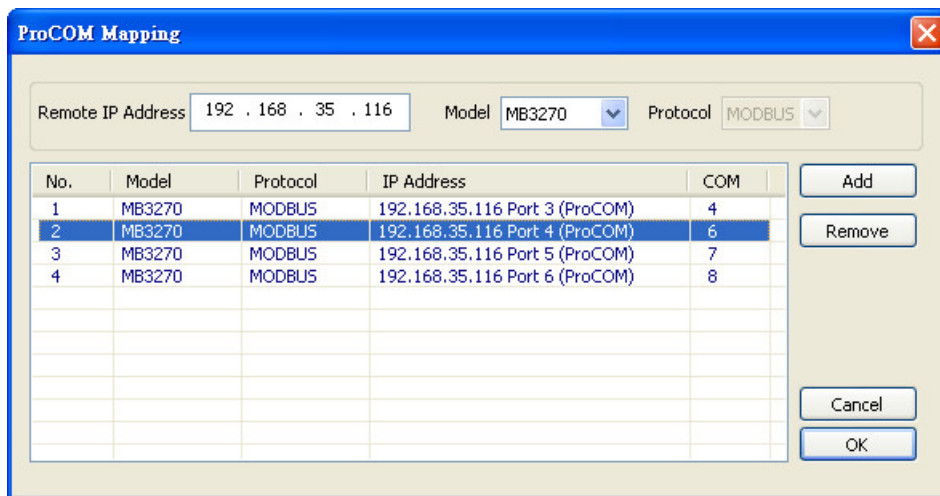 ProCOM Mapping
Remote IP Address 192 . 168 . 35 . 116 Model MB3270 Protocol MODBUS
No. Model Protocol IP Address COM
1 MB3270 MODBUS 192.168.35.116 Port 3 (ProCOM) 4
2 MB3270 MODBUS 192.168.35.116 Port 4 (ProCOM) 6
3 MB3270 MODBUS 192.168.35.116 Port 5 (ProCOM) 7
4 MB3270 MODBUS 192.168.35.116 Port 6 (ProCOM) 8
Add
Remove
Cancel
OK